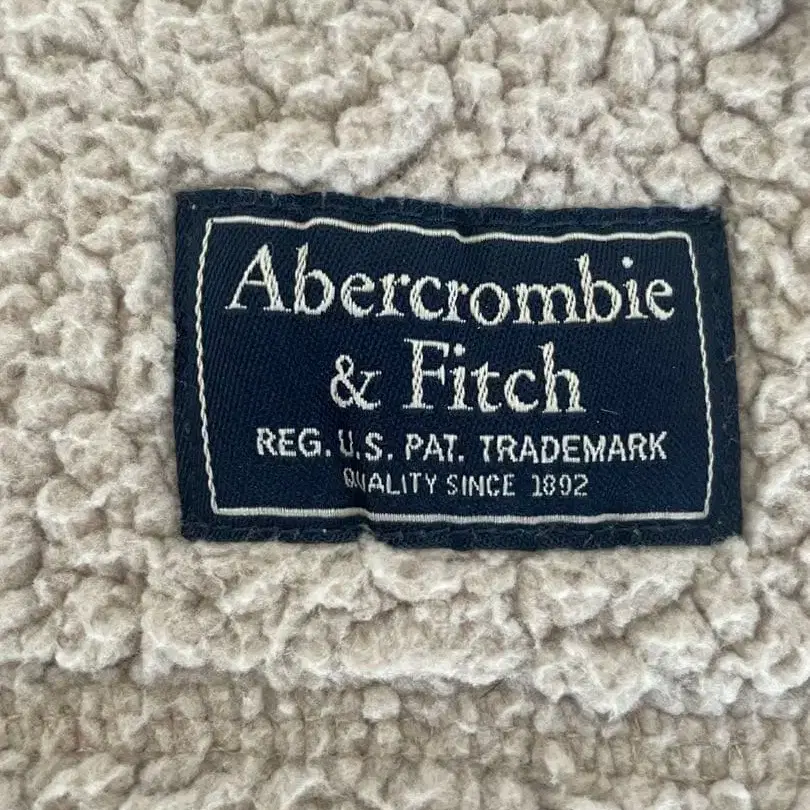 Abercrombie
& Fitch
REG. U.S. PAT. TRADEMARK
QUALITY SINCE 1892